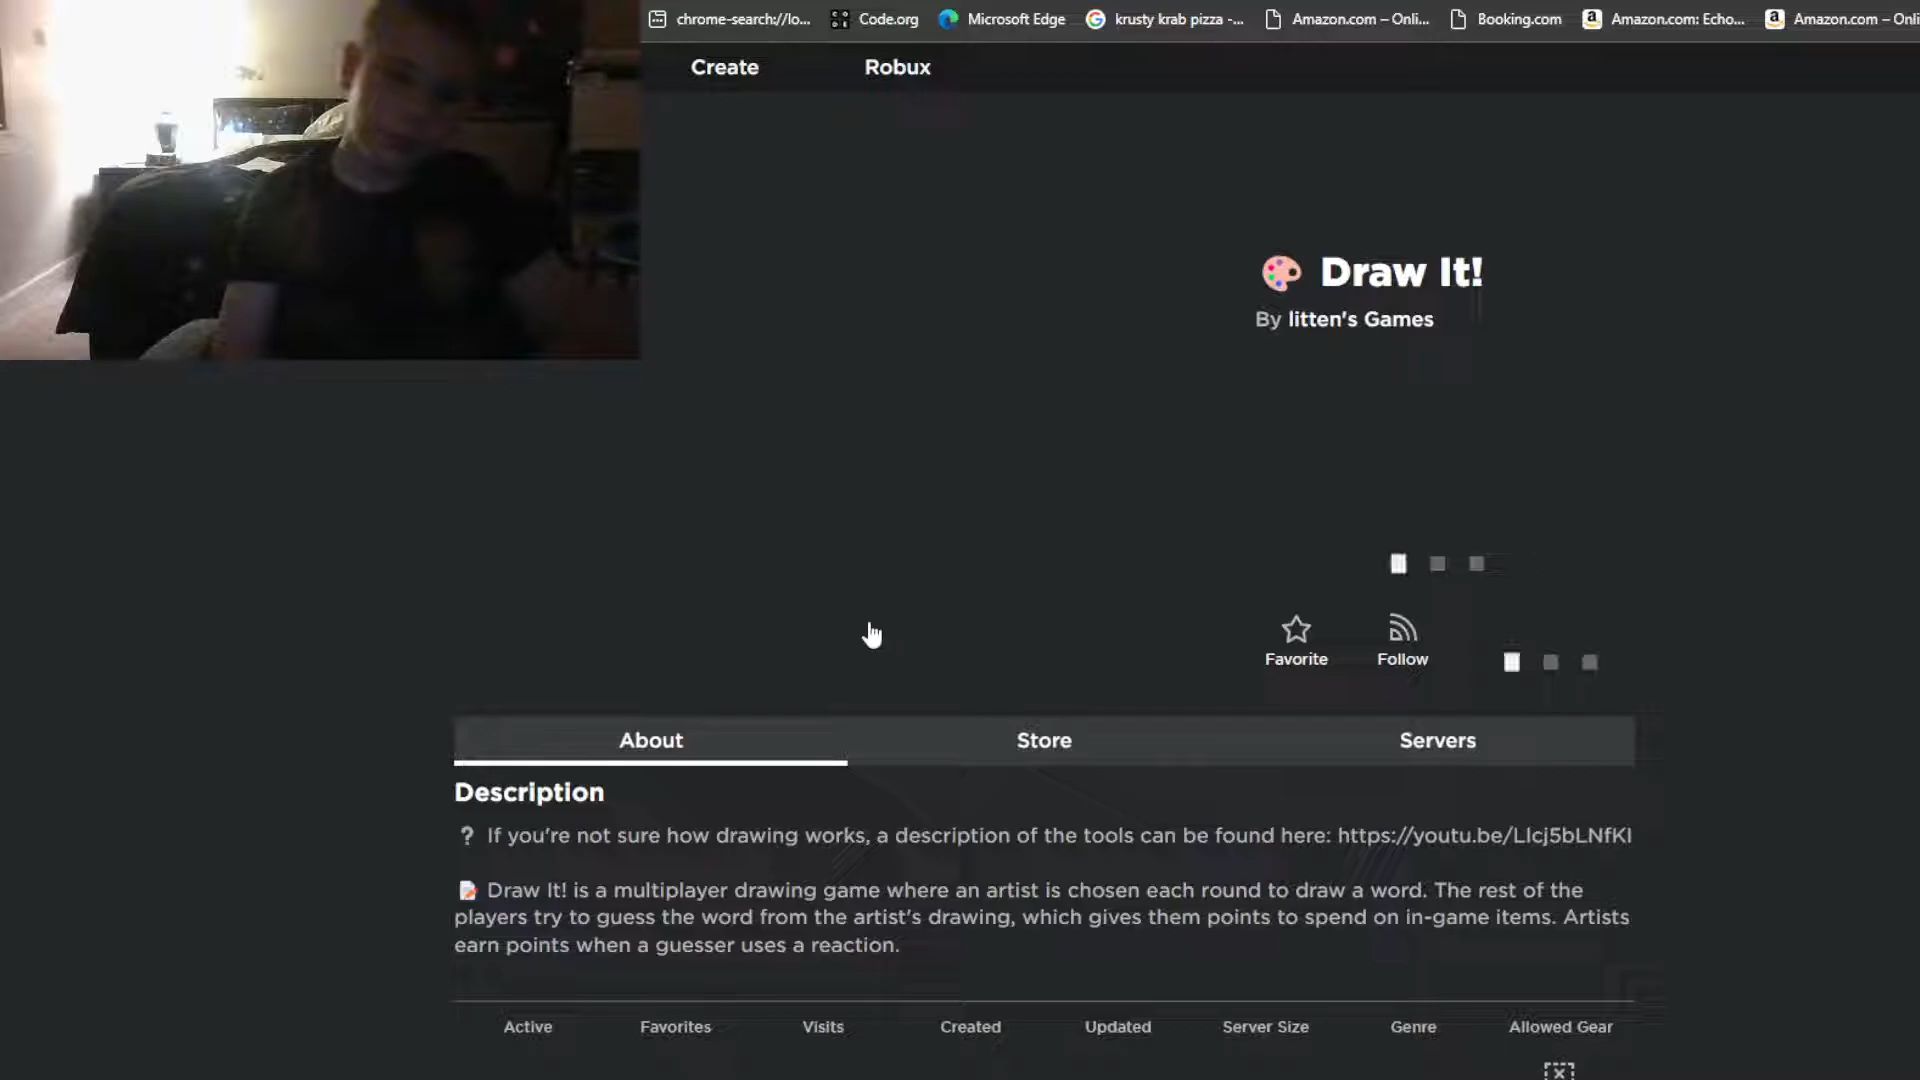 chrome-search://lo... Code.org Microsoft Edge krusty krab pizza -... Amazon.com – Onli... Booking.com Amazon.com: Echo... Amazon.com – Onli
Create Robux
Draw It!
By litten's Games
Favorite Follow
About Store Servers
Description
? If you're not sure how drawing works, a description of the tools can be found here: https://youtu.be/LIcj5bLNfKI
Draw It! is a multiplayer drawing game where an artist is chosen each round to draw a word. The rest of the
players try to guess the word from the artist's drawing, which gives them points to spend on in-game items. Artists
earn points when a guesser uses a reaction.
Active Favorites Visits Created Updated Server Size Genre Allowed Gear